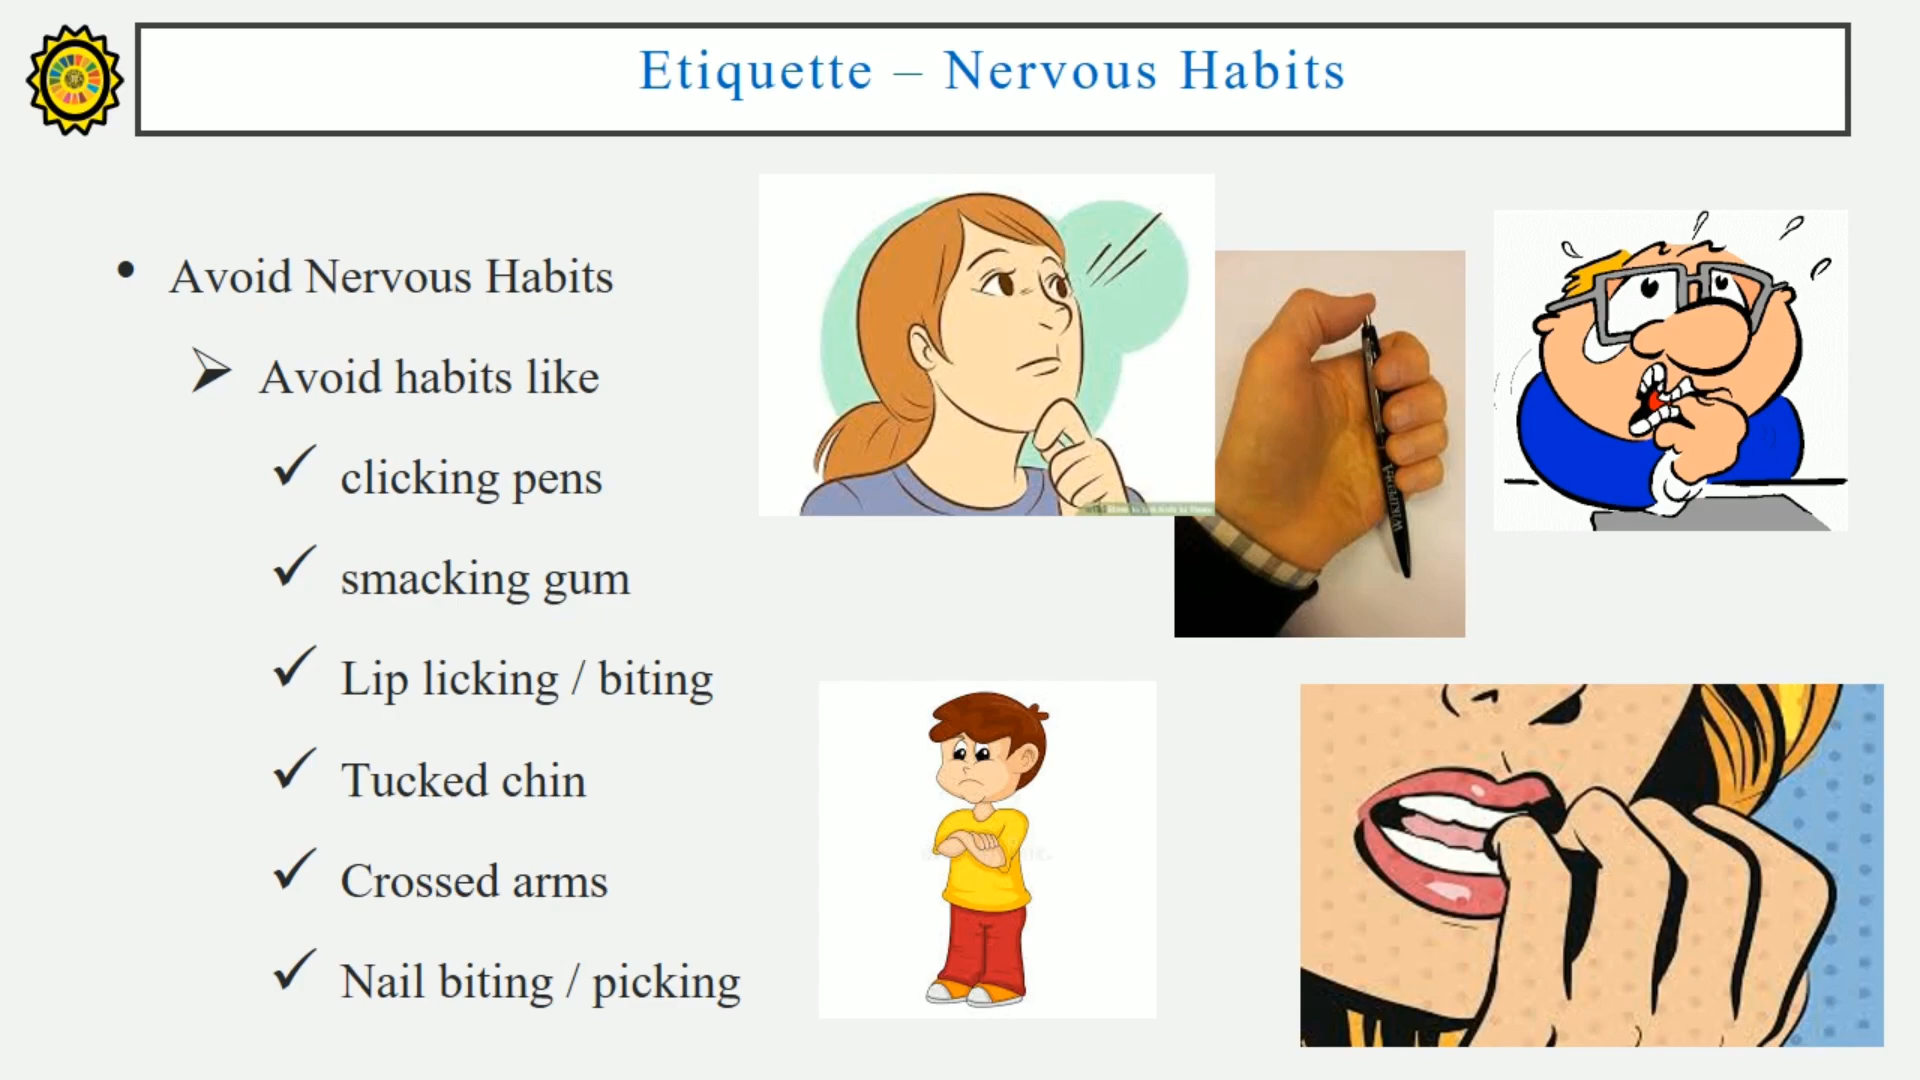 Etiquette – Nervous Habits
• Avoid Nervous Habits
➢ Avoid habits like
✓ clicking pens
✓ smacking gum
✓ Lip licking / biting
✓ Tucked chin
✓ Crossed arms
✓ Nail biting / picking
WIKIPEDIA